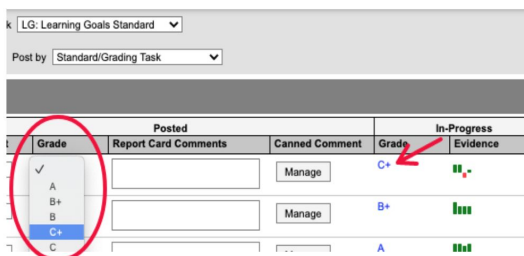 k LG: Learning Goals Standard
Post by Standard/Grading Task
Posted In-Progress
t Grade Report Card Comments Canned Comment Grade Evidence
✓
A
B+
B
C+
C
Manage C+
Manage B+
A